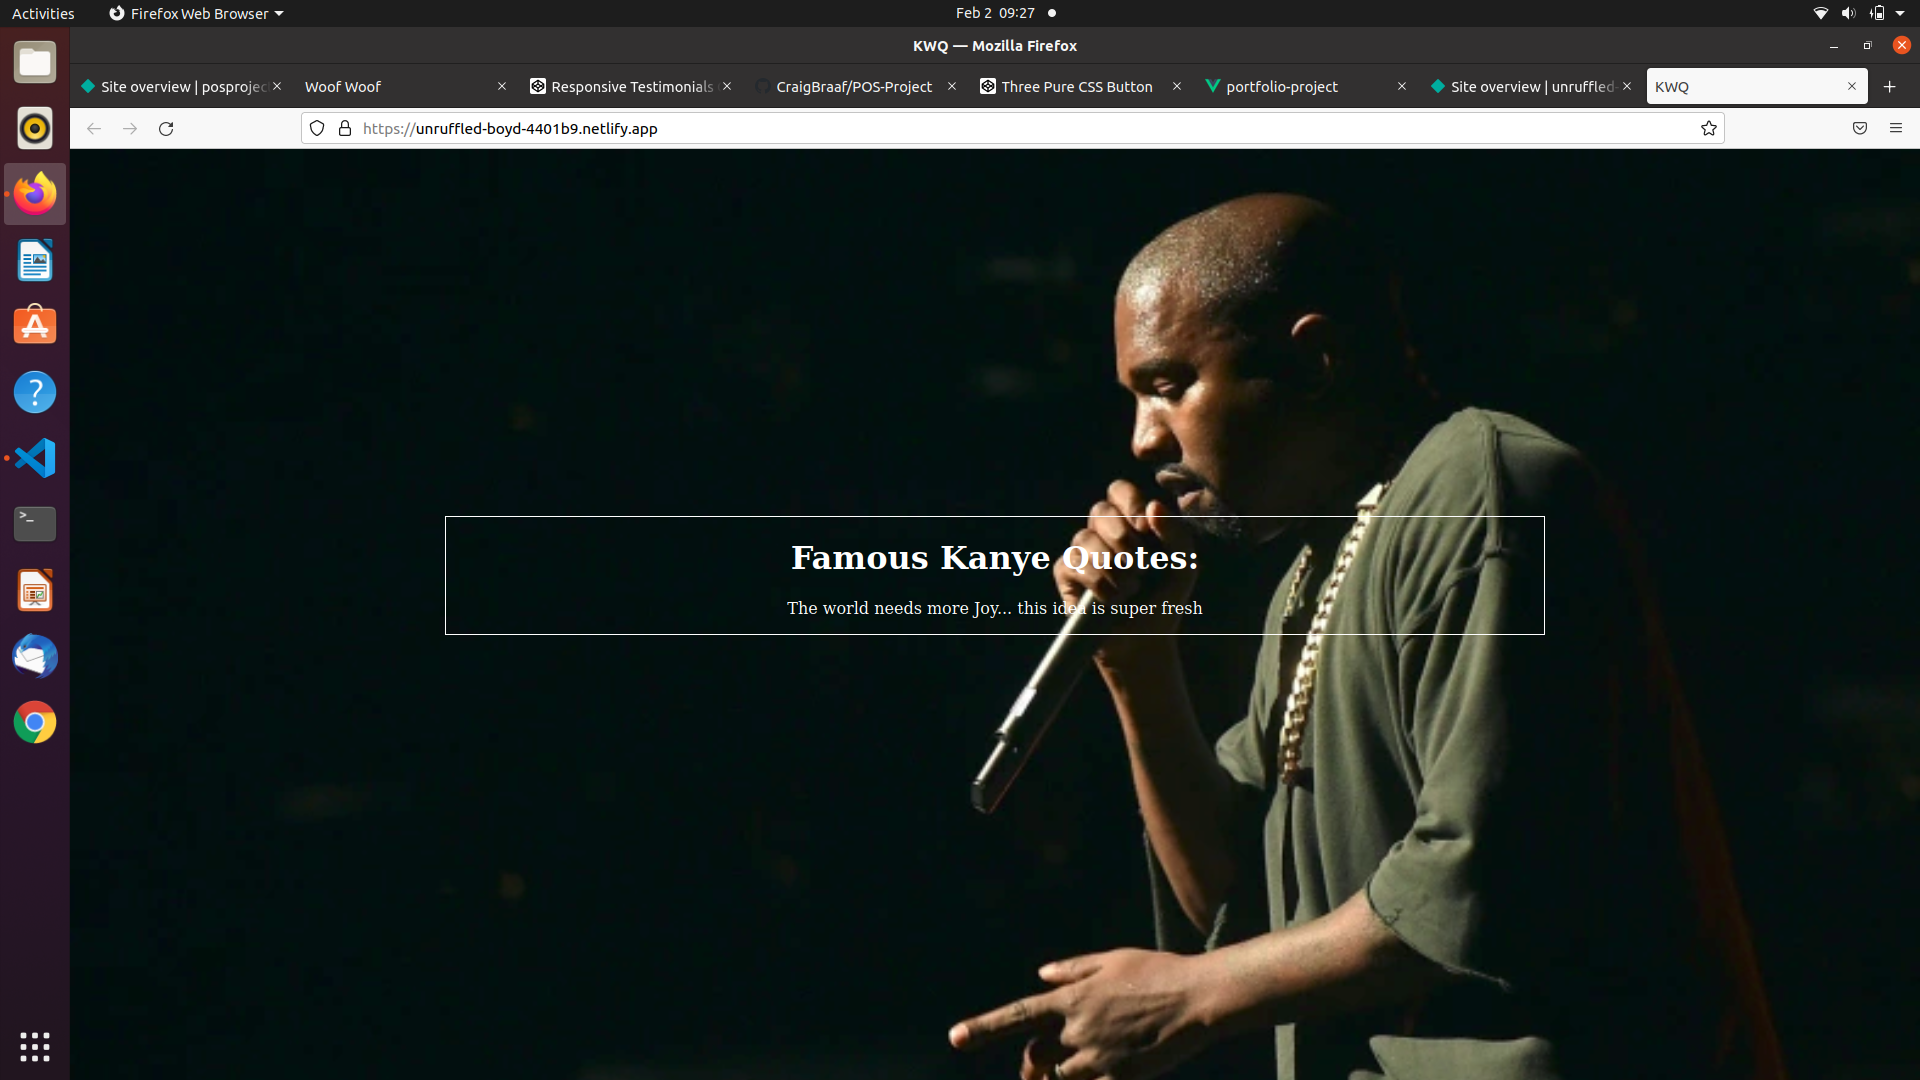 Activities
Firefox Web Browser
Feb 2 09:27
KWQ — Mozilla Firefox
Site overview | posprojec
Woof Woof
Responsive Testimonials
CraigBraaf/POS-Project
Three Pure CSS Button
portfolio-project
Site overview | unruffled-
KWQ
https://unruffled-boyd-4401b9.netlify.app
Famous Kanye Quotes:
The world needs more Joy... this idea is super fresh